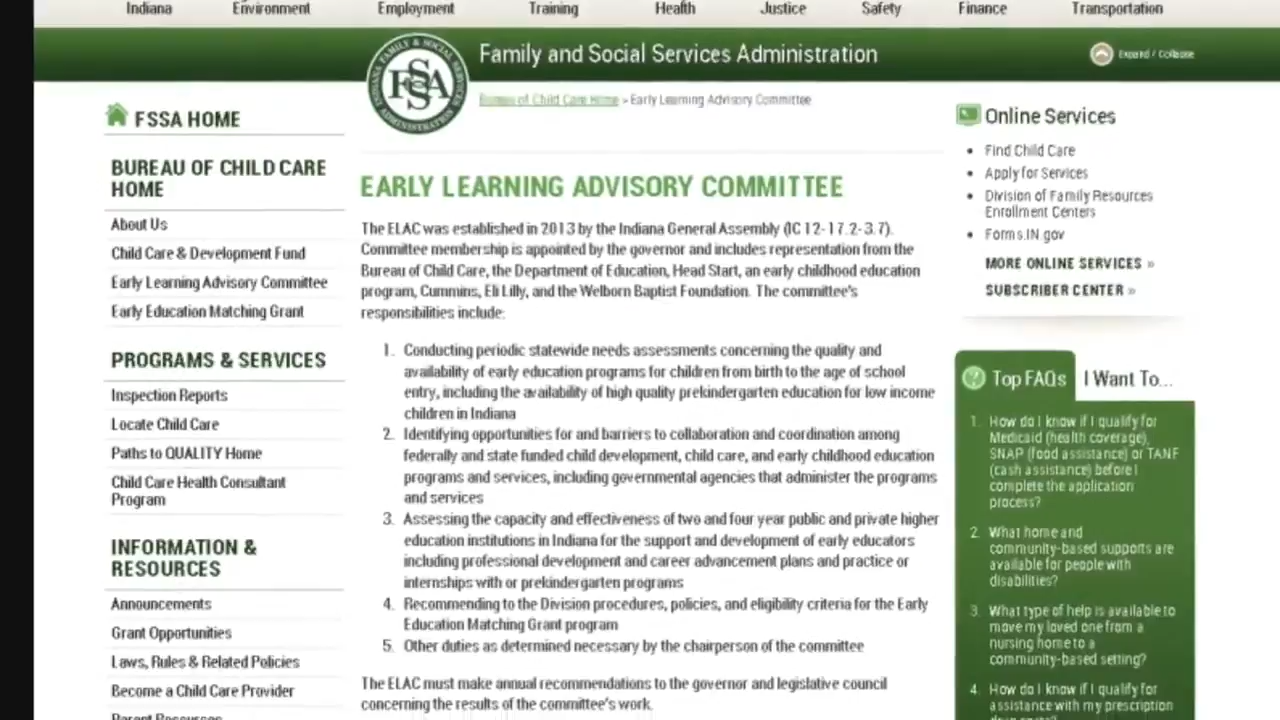 Indiana Environment Employment Training Health Justice Safety Finance Transportation
Family and Social Services Administration
Expand / Collapse
INDIANA FAMILY & SOCIAL SERVICES ADMINISTRATION
FSSA
Bureau of Child Care Home > Early Learning Advisory Committee
FSSA HOME
BUREAU OF CHILD CARE
HOME
About Us
Child Care & Development Fund
Early Learning Advisory Committee
Early Education Matching Grant
PROGRAMS & SERVICES
Inspection Reports
Locate Child Care
Paths to QUALITY Home
Child Care Health Consultant
Program
INFORMATION &
RESOURCES
Announcements
Grant Opportunities
Laws, Rules & Related Policies
Become a Child Care Provider
Parent Resources
EARLY LEARNING ADVISORY COMMITTEE
The ELAC was established in 2013 by the Indiana General Assembly (IC 12-17.2-3.7).
Committee membership is appointed by the governor and includes representation from the
Bureau of Child Care, the Department of Education, Head Start, an early childhood education
program, Cummins, Eli Lilly, and the Welborn Baptist Foundation. The committee's
responsibilities include:
1. Conducting periodic statewide needs assessments concerning the quality and
availability of early education programs for children from birth to the age of school
entry, including the availability of high quality prekindergarten education for low income
children in Indiana
2. Identifying opportunities for and barriers to collaboration and coordination among
federally and state funded child development, child care, and early childhood education
programs and services, including governmental agencies that administer the programs
and services
3. Assessing the capacity and effectiveness of two and four year public and private higher
education institutions in Indiana for the support and development of early educators
including professional development and career advancement plans and practice or
internships with or prekindergarten programs
4. Recommending to the Division procedures, policies, and eligibility criteria for the Early
Education Matching Grant program
5. Other duties as determined necessary by the chairperson of the committee
The ELAC must make annual recommendations to the governor and legislative council
concerning the results of the committee's work.
Online Services
• Find Child Care
• Apply for Services
• Division of Family Resources
Enrollment Centers
• Forms.IN.gov
MORE ONLINE SERVICES »
SUBSCRIBER CENTER »
Top FAQs I Want To...
1. How do I know if I qualify for
Medicaid (health coverage),
SNAP (food assistance) or TANF
(cash assistance) before I
complete the application
process?
2. What home and
community-based supports are
available for people with
disabilities?
3. What type of help is available to
move my loved one from a
nursing home to a
community-based setting?
4. How do I know if I qualify for
assistance with my prescription